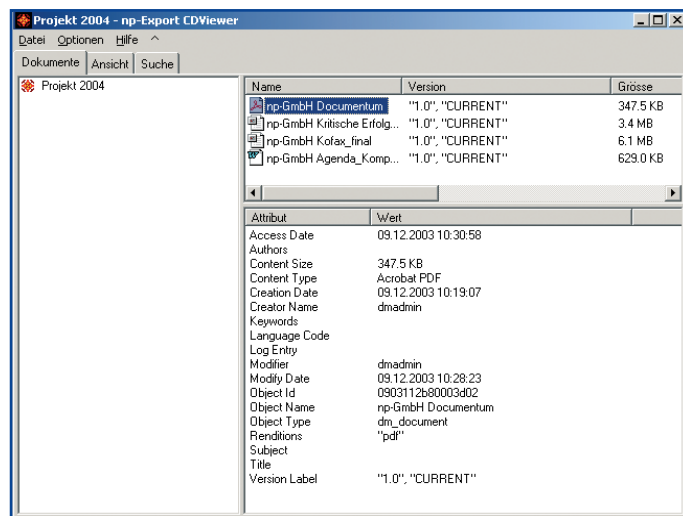 Projekt 2004 - np-Export CDViewer
Datei Optionen Hilfe ^
Dokumente Ansicht Suche
Projekt 2004
Name Version Grösse
np-GmbH Documentum "1.0", "CURRENT" 347.5 KB
np-GmbH Kritische Erfolg... "1.0", "CURRENT" 3.4 MB
np-GmbH Kofax_final "1.0", "CURRENT" 6.1 MB
np-GmbH Agenda_Komp... "1.0", "CURRENT" 629.0 KB
Attribut Wert
Access Date 09.12.2003 10:30:58
Authors
Content Size 347.5 KB
Content Type Acrobat PDF
Creation Date 09.12.2003 10:19:07
Creator Name dmadmin
Keywords
Language Code
Log Entry
Modifier dmadmin
Modify Date 09.12.2003 10:28:23
Object Id 0903112b80003d02
Object Name np-GmbH Documentum
Object Type dm_document
Renditions "pdf"
Subject
Title
Version Label "1.0", "CURRENT"